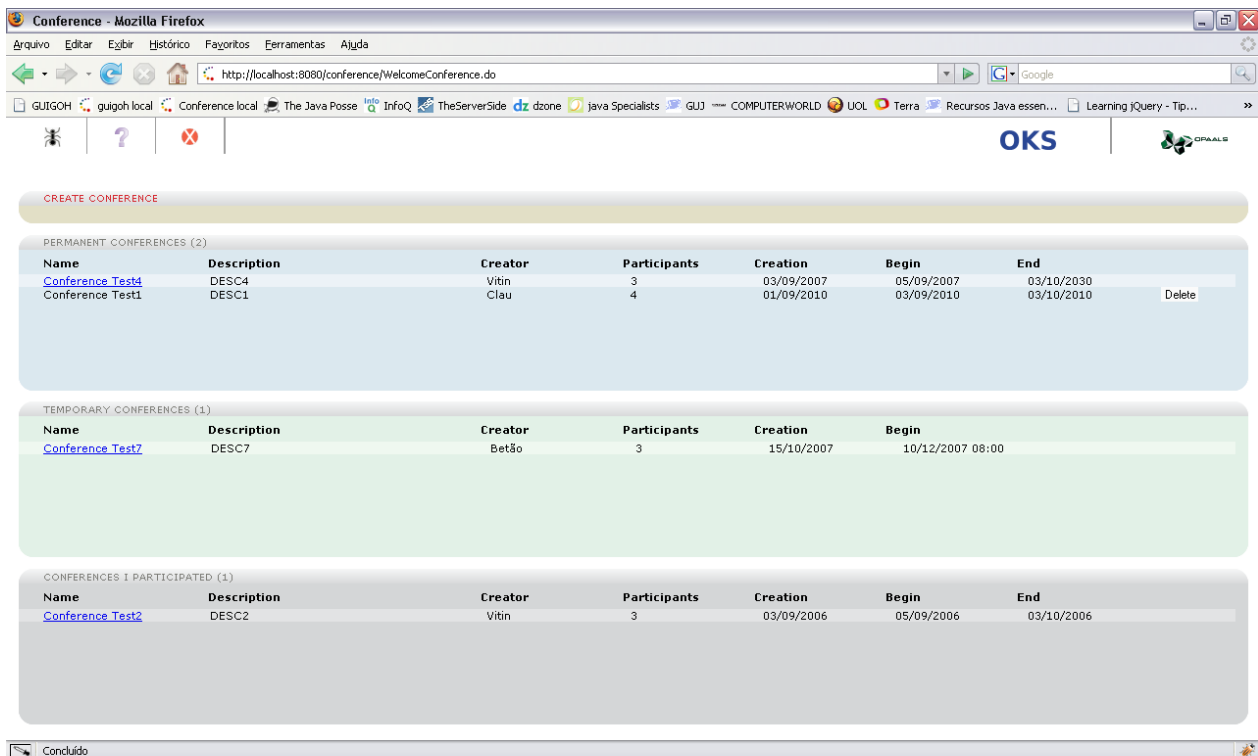 Conference - Mozilla Firefox
Arquivo Editar Exibir Histórico Favoritos Ferramentas Ajuda
http://localhost:8080/conference/WelcomeConference.do G Google
GUIGOH guigoh local Conference local The Java Posse InfoQ TheServerSide dz dzone java Specialists GUJ COMPUTERWORLD UOL Terra Recursos Java essen... Learning jQuery - Tip... »
? X OKS OPAALS
CREATE CONFERENCE
PERMANENT CONFERENCES (2)
Name Description Creator Participants Creation Begin End
Conference Test4 DESC4 Vitin 3 03/09/2007 05/09/2007 03/10/2030
Conference Test1 DESC1 Clau 4 01/09/2010 03/09/2010 03/10/2010 Delete
TEMPORARY CONFERENCES (1)
Name Description Creator Participants Creation Begin
Conference Test7 DESC7 Betão 3 15/10/2007 10/12/2007 08:00
CONFERENCES I PARTICIPATED (1)
Name Description Creator Participants Creation Begin End
Conference Test2 DESC2 Vitin 3 03/09/2006 05/09/2006 03/10/2006
Concluído